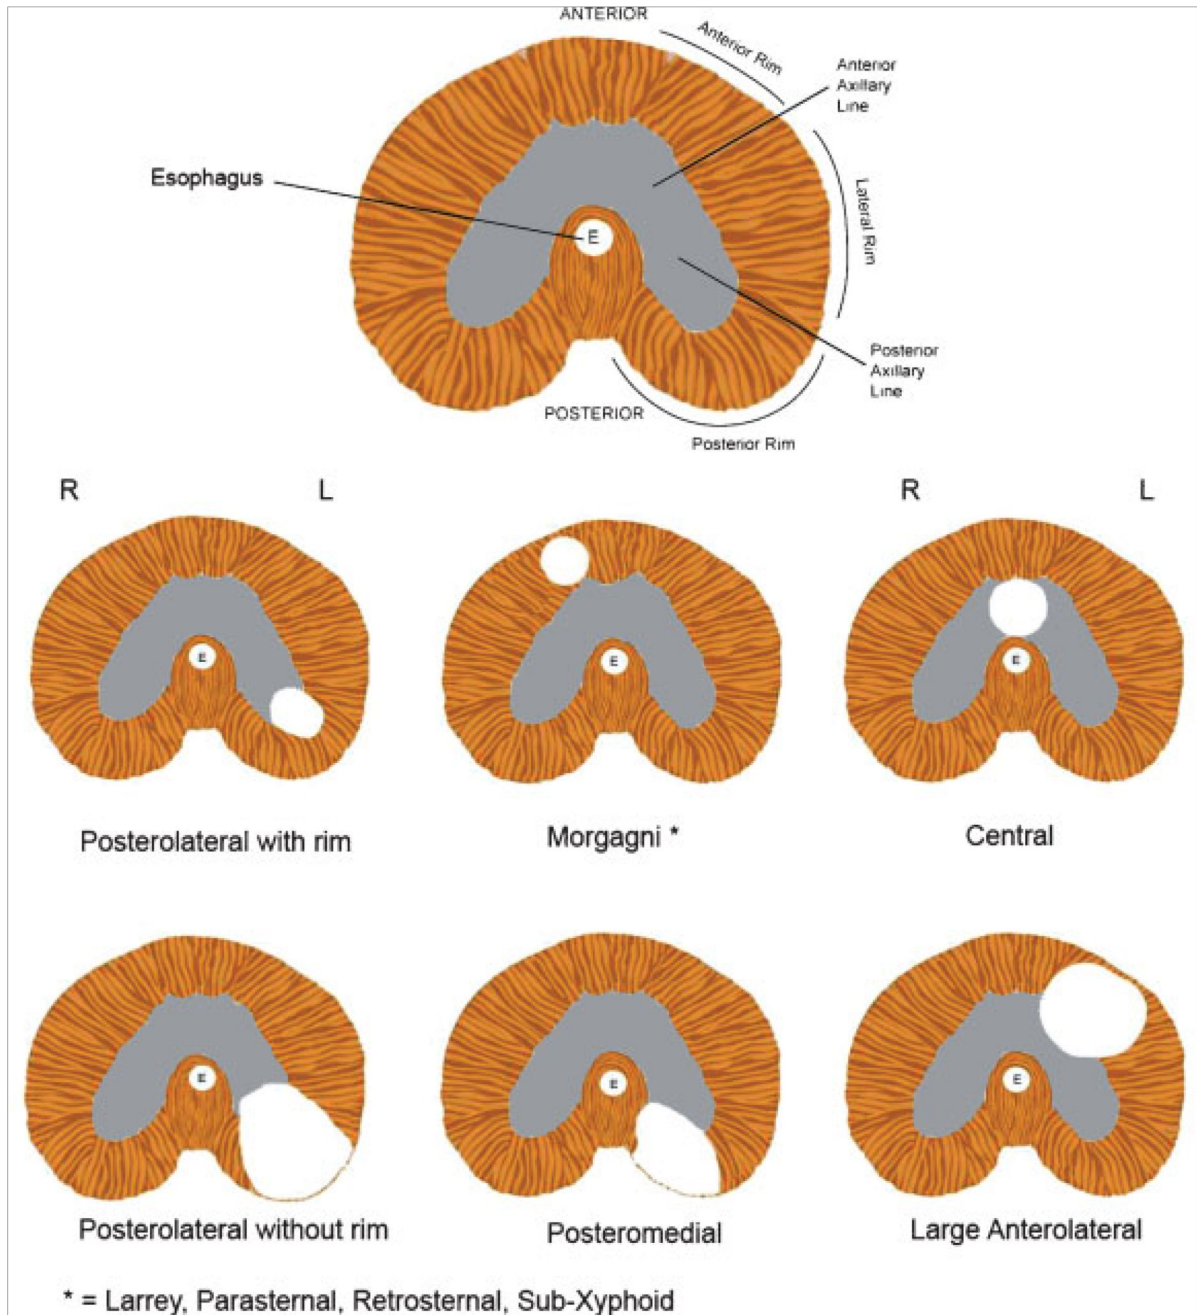 ANTERIOR
Anterior Rim
Anterior
Axillary
Line
Esophagus
E
Lateral Rim
Posterior
Axillary
Line
POSTERIOR
Posterior Rim
R L R L
E E E
Posterolateral with rim Morgagni * Central
E E E
Posterolateral without rim Posteromedial Large Anterolateral
* = Larrey, Parasternal, Retrosternal, Sub-Xyphoid